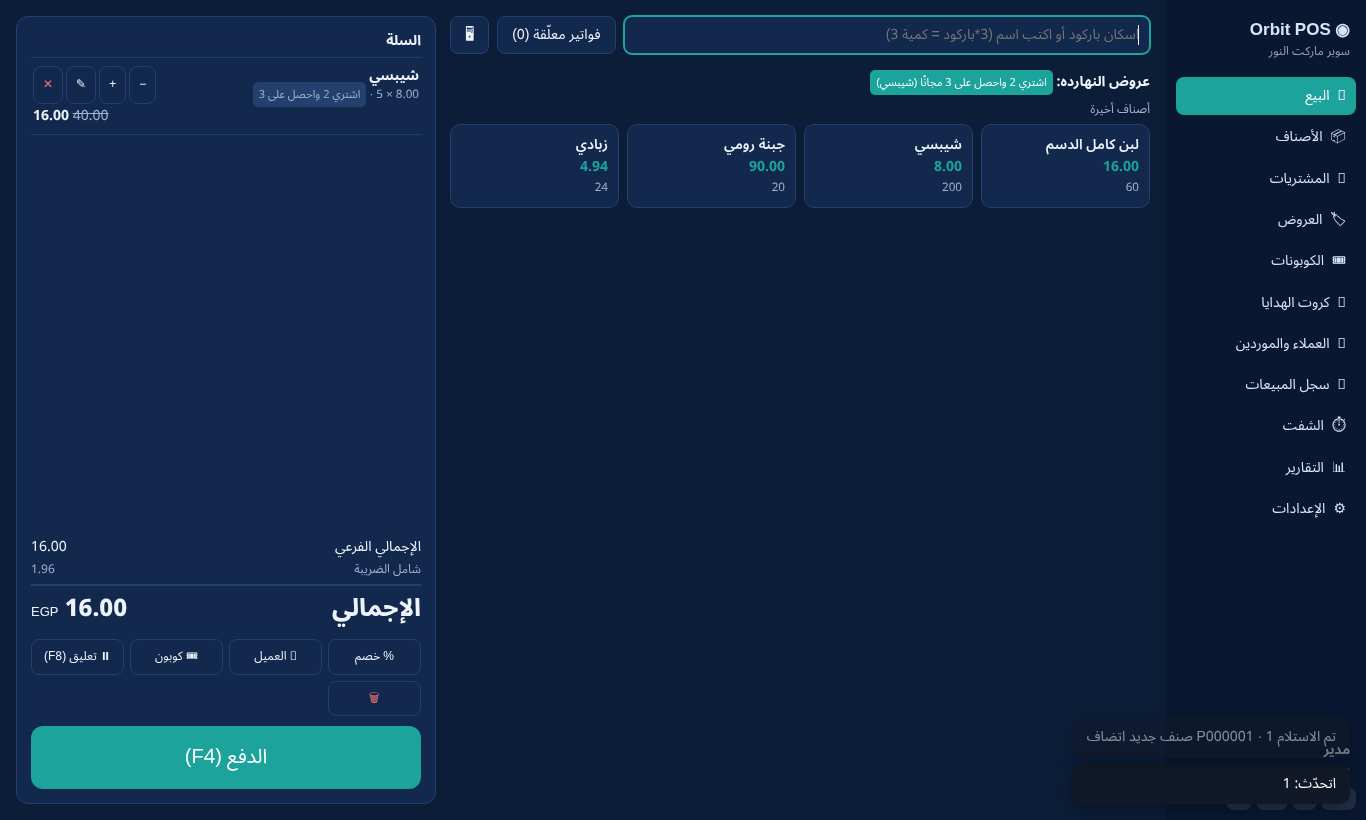 ◉ Orbit POS
سوبر ماركت النور
البيع
الأصناف
المشتريات
العروض
الكوبونات
كروت الهدايا
العملاء والموردين
سجل المبيعات
الشفت
التقارير
الإعدادات
مدير
إسكان باركود أو اكتب اسم (3*باركود = كمية 3)
فواتير معلّقة (0)
عروض النهارده: اشتري 2 واحصل على 3 مجانًا (شيبسي)
أصناف أخيرة
لبن كامل الدسم
16.00
60
شيبسي
8.00
200
جبنة رومي
90.00
20
زبادي
4.94
24
السلة
شيبسي
5 × 8.00 · اشتري 2 واحصل على 3
− + ✎ ✕
40.00 16.00
الإجمالي الفرعي 16.00
شامل الضريبة 1.96
الإجمالي 16.00 EGP
% خصم
العميل
كوبون
تعليق (F8)
الدفع (F4)
تم الاستلام P000001 · 1 صنف جديد اتضاف
اتحدّث: 1